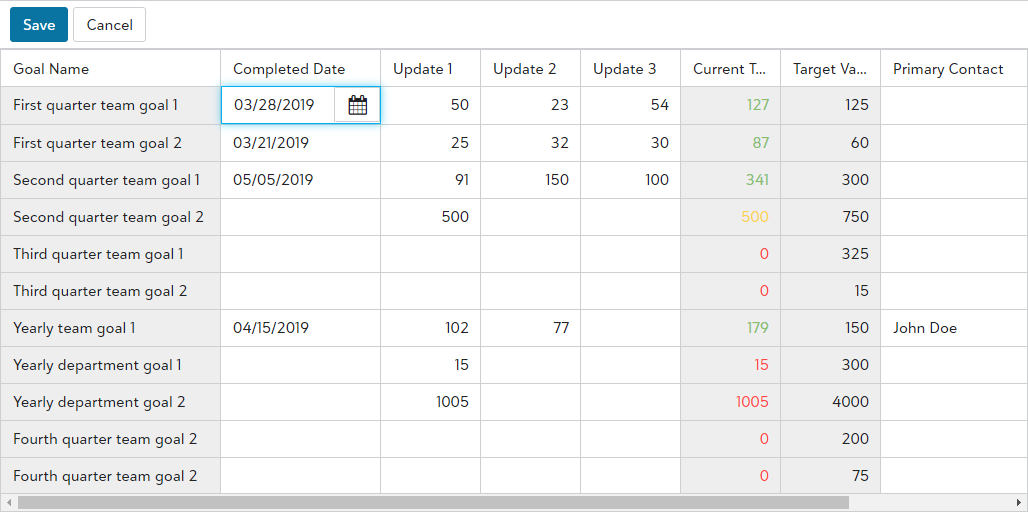 Save Cancel
Goal Name Completed Date Update 1 Update 2 Update 3 Current T... Target Va... Primary Contact
First quarter team goal 1 03/28/2019 50 23 54 127 125
First quarter team goal 2 03/21/2019 25 32 30 87 60
Second quarter team goal 1 05/05/2019 91 150 100 341 300
Second quarter team goal 2 500 500 750
Third quarter team goal 1 0 325
Third quarter team goal 2 0 15
Yearly team goal 1 04/15/2019 102 77 179 150 John Doe
Yearly department goal 1 15 15 300
Yearly department goal 2 1005 1005 4000
Fourth quarter team goal 2 0 200
Fourth quarter team goal 2 0 75